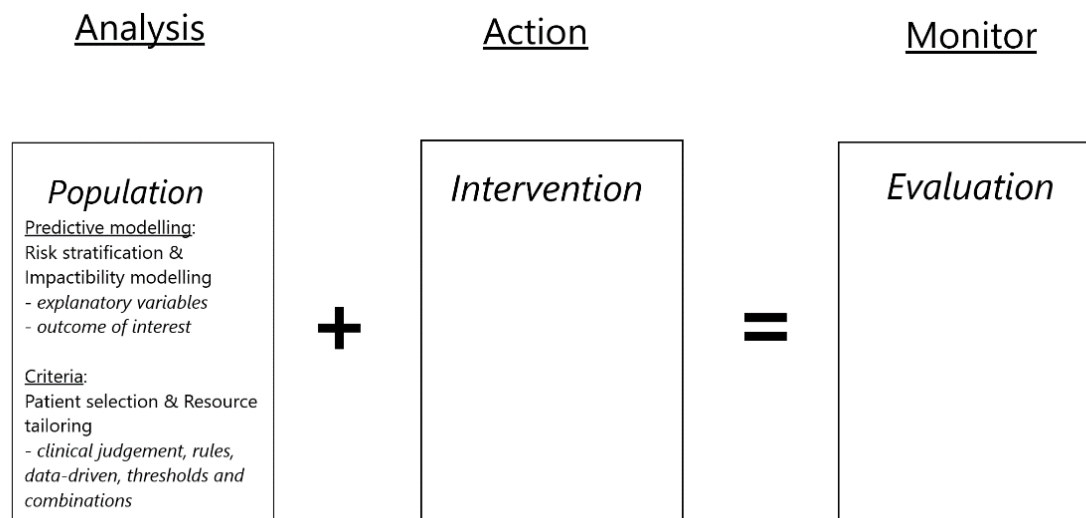 Analysis
Action
Monitor
Population
Predictive modelling:
Risk stratification &
Impactibility modelling
- explanatory variables
- outcome of interest
Criteria:
Patient selection & Resource
tailoring
- clinical judgement, rules,
data-driven, thresholds and
combinations
+
Intervention
=
Evaluation